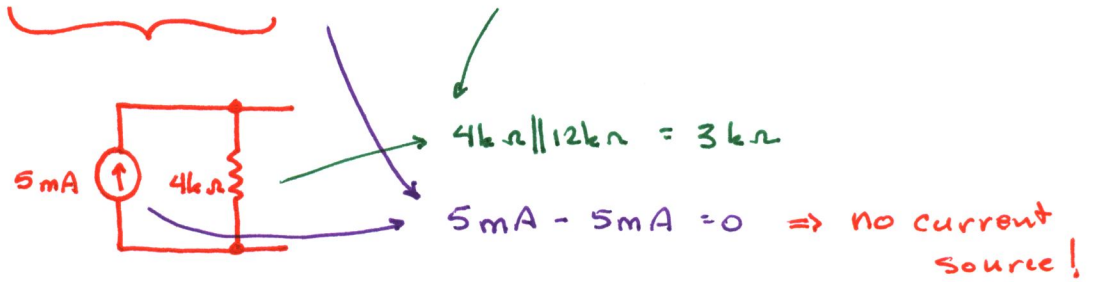 4kΩ||12kΩ = 3kΩ
5mA
4kΩ
5mA - 5mA = 0 ⇒ no current
source!